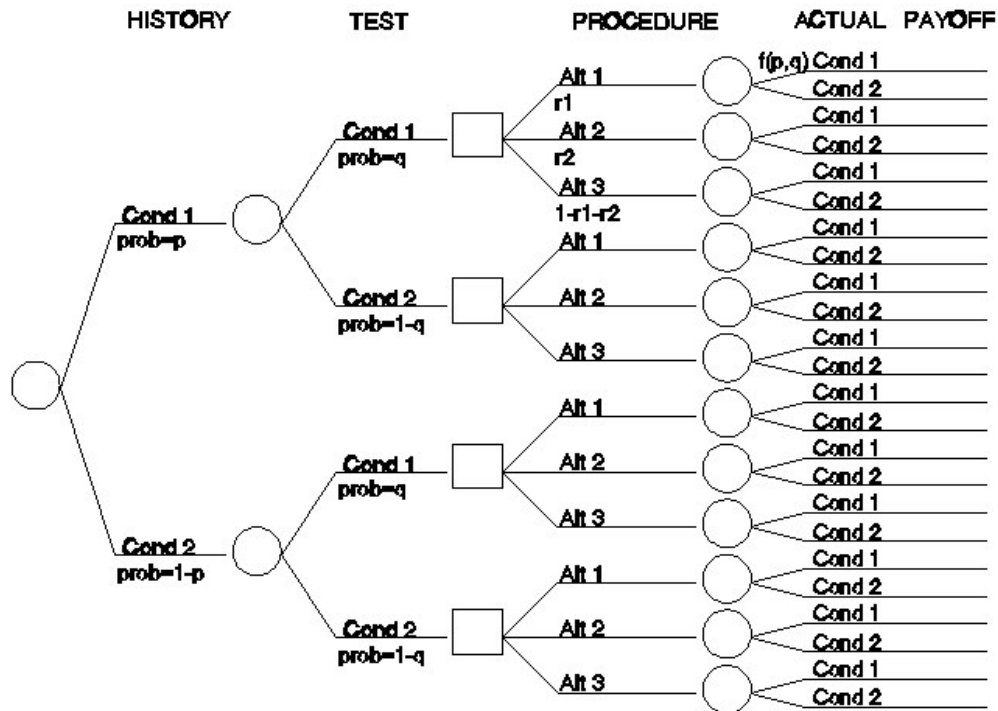 HISTORY TEST PROCEDURE ACTUAL PAYOFF
f(p,q) Cond 1
Alt 1
Cond 2
r1
Cond 1
Cond 1
Alt 2
Cond 2
prob=q
r2
Cond 1
Alt 3
Cond 2
Cond 1
1-r1-r2
prob=p
Cond 1
Alt 1
Cond 2
Cond 1
Cond 2
Alt 2
Cond 2
prob=1-q
Cond 1
Alt 3
Cond 2
Cond 1
Alt 1
Cond 2
Cond 1
Cond 1
Alt 2
Cond 2
prob=q
Cond 1
Alt 3
Cond 2
Cond 2
prob=1-p
Cond 1
Alt 1
Cond 2
Cond 1
Cond 2
Alt 2
Cond 2
prob=1-q
Cond 1
Alt 3
Cond 2